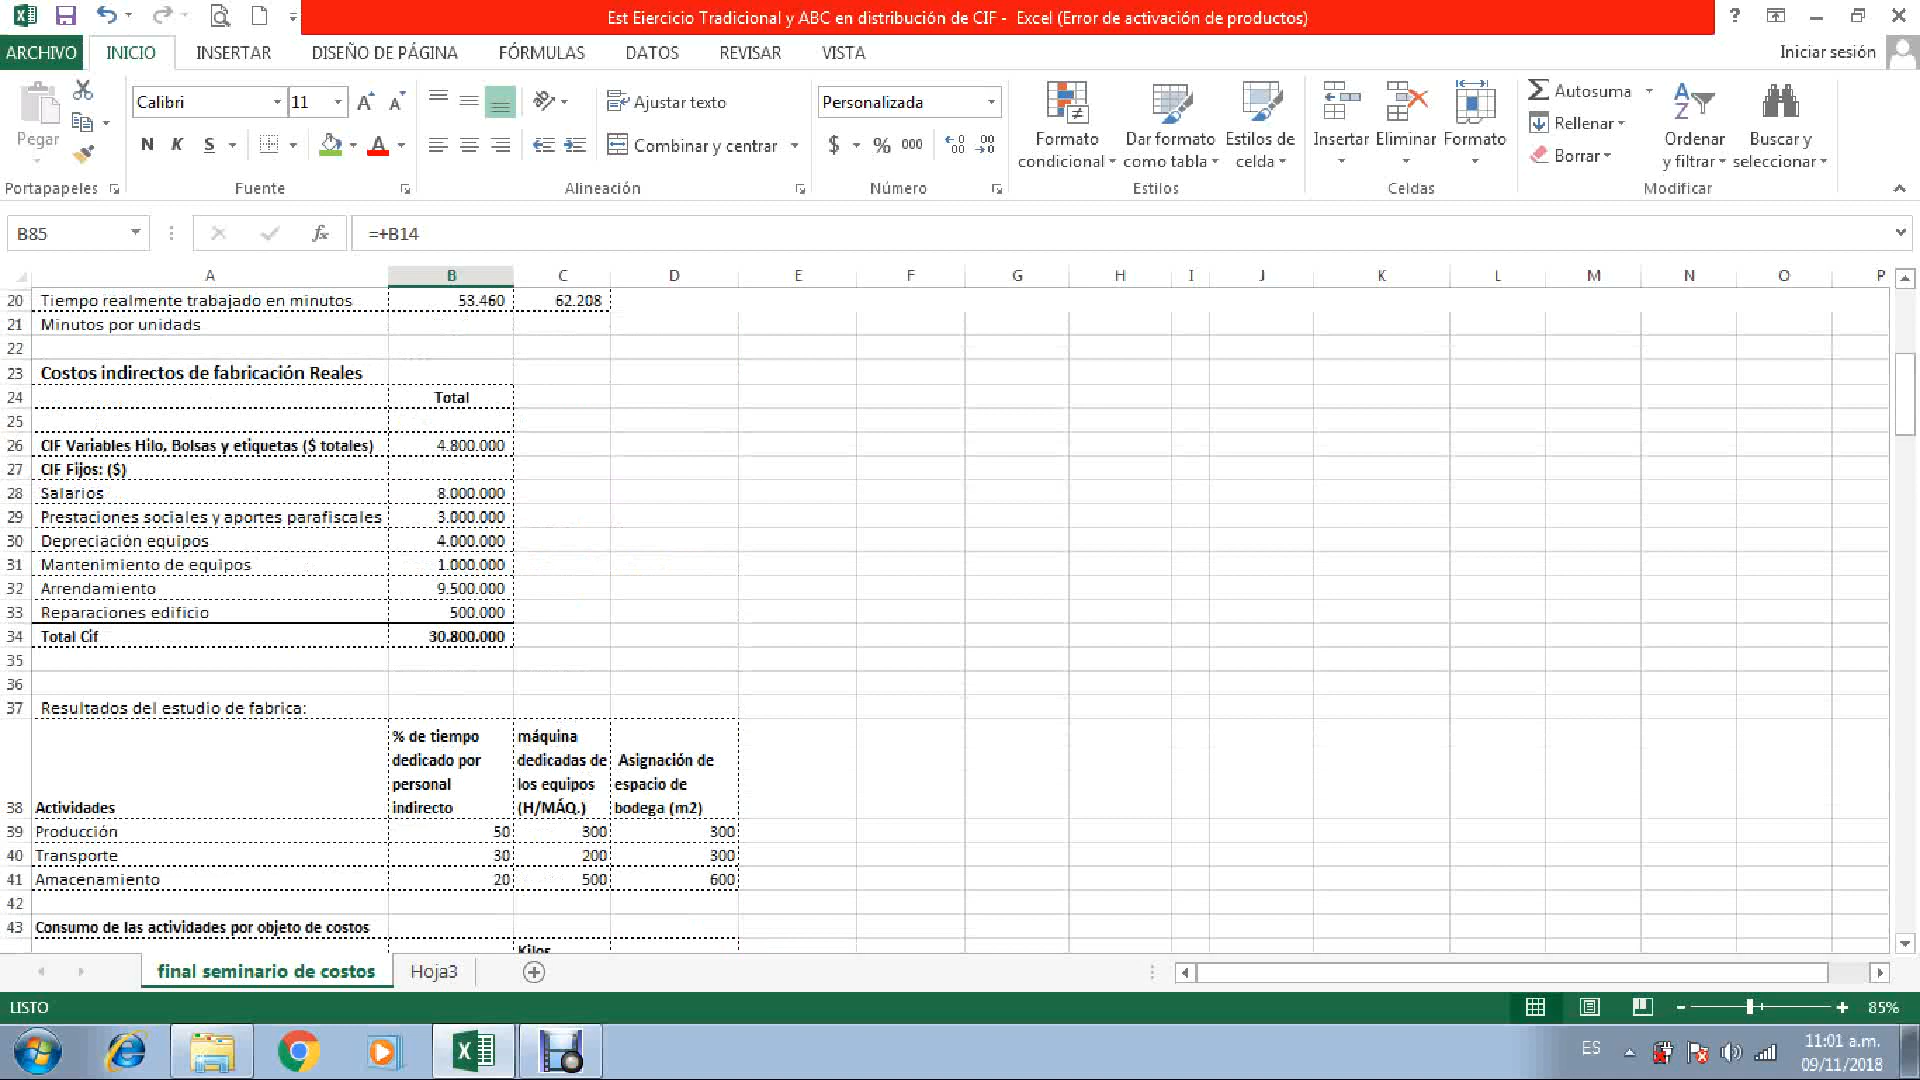 Est Ejercicio Tradicional y ABC en distribución de CIF - Excel (Error de activación de productos)
?
ARCHIVO INICIO INSERTAR DISEÑO DE PÁGINA FÓRMULAS DATOS REVISAR VISTA Iniciar sesión
Calibri 11 Ajustar texto Personalizada Autosuma
Pegar N K S A Combinar y centrar $ % 000 Formato condicional Dar formato como tabla Estilos de celda Insertar Eliminar Formato Rellenar Borrar Ordenar y filtrar Buscar y seleccionar
Portapapeles Fuente Alineación Número Estilos Celdas Modificar
B85 fx =+B14
A B C D E F G H I J K L M N O P
20 Tiempo realmente trabajado en minutos 53.460 62.208
21 Minutos por unidads
22
23 Costos indirectos de fabricación Reales
24 Total
25
26 CIF Variables Hilo, Bolsas y etiquetas ($ totales) 4.800.000
27 CIF Fijos: ($)
28 Salarios 8.000.000
29 Prestaciones sociales y aportes parafiscales 3.000.000
30 Depreciación equipos 4.000.000
31 Mantenimiento de equipos 1.000.000
32 Arrendamiento 9.500.000
33 Reparaciones edificio 500.000
34 Total Cif 30.800.000
35
36
37 Resultados del estudio de fabrica:
% de tiempo máquina
dedicado por dedicadas de Asignación de
personal los equipos espacio de
38 Actividades indirecto (H/MÁQ.) bodega (m2)
39 Producción 50 300 300
40 Transporte 30 200 300
41 Amacenamiento 20 500 600
42
43 Consumo de las actividades por objeto de costos
Kilos
final seminario de costos Hoja3
LISTO 85%
ES 11:01 a.m.
09/11/2018